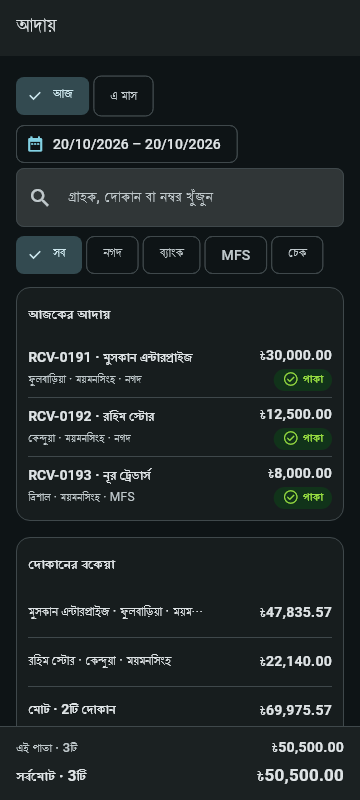 আদায়
আজ
এ মাস
20/10/2026 – 20/10/2026
গ্রাহক, দোকান বা নম্বর খুঁজুন
সব
নগদ
ব্যাংক
MFS
চেক
আজকের আদায়
RCV-0191 · মুসকান এন্টারপ্রাইজ ৳30,000.00
ফুলবাড়িয়া · ময়মনসিংহ · নগদ পাকা
RCV-0192 · রহিম স্টোর ৳12,500.00
কেন্দুয়া · ময়মনসিংহ · নগদ পাকা
RCV-0193 · নূর ট্রেডার্স ৳8,000.00
ত্রিশাল · ময়মনসিংহ · MFS পাকা
দোকানের বকেয়া
মুসকান এন্টারপ্রাইজ · ফুলবাড়িয়া · ময়ম… ৳47,835.57
রহিম স্টোর · কেন্দুয়া · ময়মনসিংহ ৳22,140.00
মোট · 2টি দোকান ৳69,975.57
এই পাতা · 3টি ৳50,500.00
সর্বমোট · 3টি ৳50,500.00